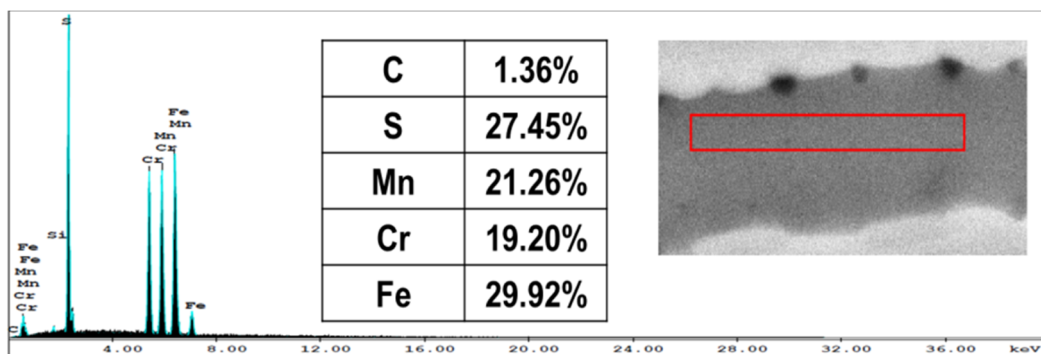 S
Fe
Mn
Mn
Cr
Cr
Si
Fe
Fe
Mn
Mn
Cr
Cr
C
Fe
4.00 8.00 12.00 16.00 20.00 24.00 28.00 32.00 36.00 keV
C 1.36%
S 27.45%
Mn 21.26%
Cr 19.20%
Fe 29.92%